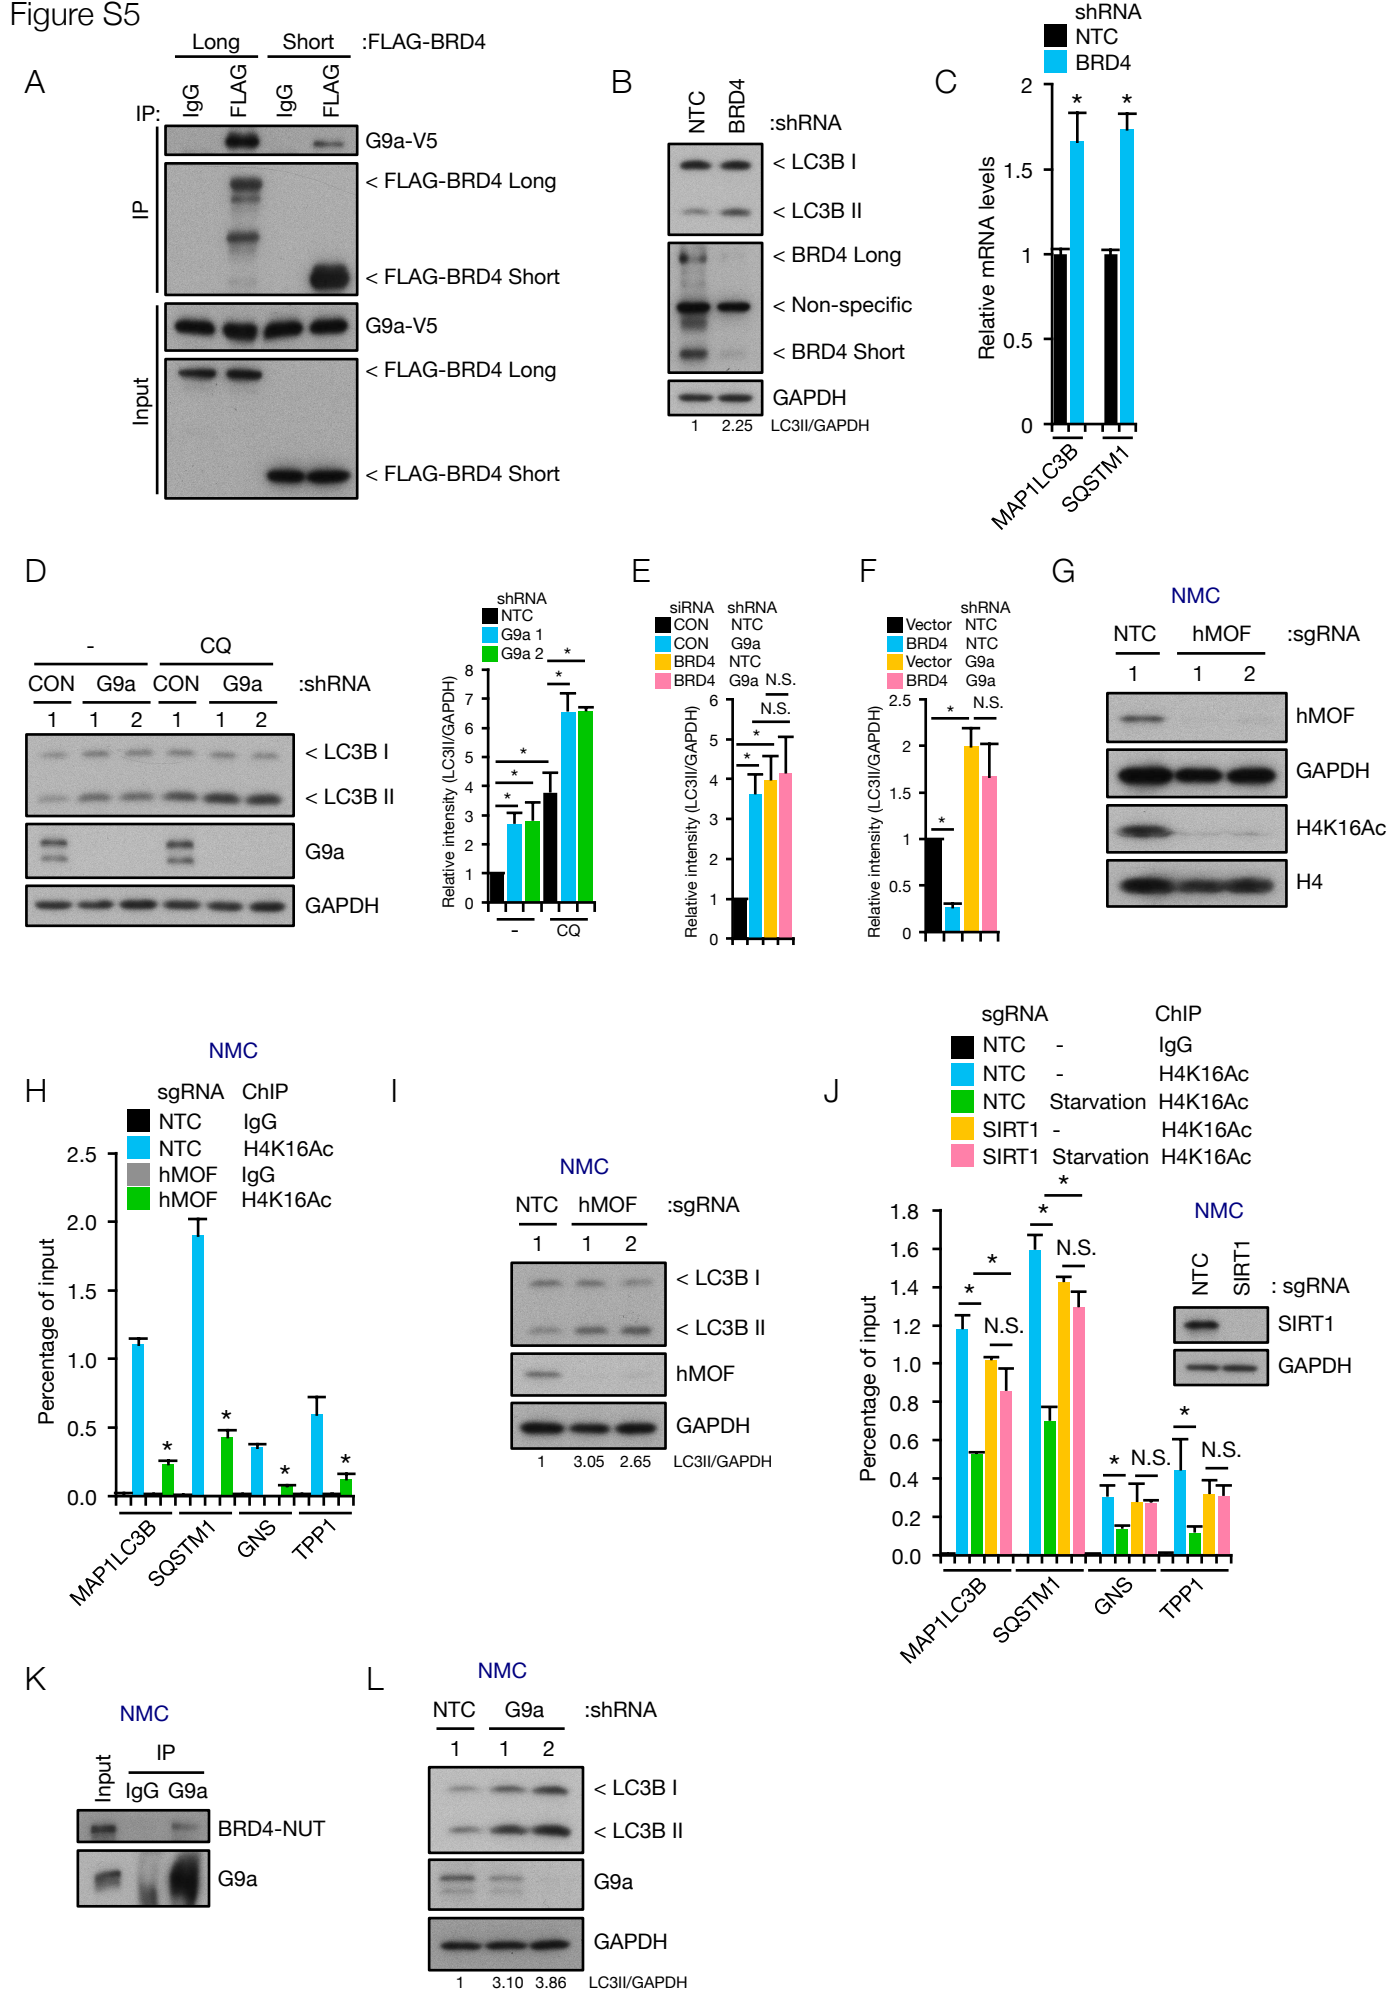 Figure S5
A
Long Short :FLAG-BRD4
IP: IgG FLAG IgG FLAG
IP
G9a-V5
< FLAG-BRD4 Long
< FLAG-BRD4 Short
Input
G9a-V5
< FLAG-BRD4 Long
< FLAG-BRD4 Short
B
NTC BRD4 :shRNA
< LC3B I
< LC3B II
< BRD4 Long
< Non-specific
< BRD4 Short
GAPDH
1 2.25 LC3II/GAPDH
C
shRNA
NTC
BRD4
Relative mRNA levels
2
1.5
1
0.5
0
* *
MAP1LC3B SQSTM1
D
- CQ
CON G9a CON G9a :shRNA
1 1 2 1 1 2
< LC3B I
< LC3B II
G9a
GAPDH
shRNA
NTC
G9a 1
G9a 2
Relative intensity (LC3II/GAPDH)
8
7
6
5
4
3
2
1
0
* * * * *
- CQ
E
siRNA shRNA
CON NTC
CON G9a
BRD4 NTC
BRD4 G9a
N.S.
N.S.
* *
Relative intensity (LC3II/GAPDH)
6
5
4
3
2
1
0
F
shRNA
Vector NTC
BRD4 NTC
Vector G9a
BRD4 G9a
N.S.
* *
Relative intensity (LC3II/GAPDH)
2.5
2
1.5
1
0.5
0
G
NMC
NTC hMOF :sgRNA
1 1 2
hMOF
GAPDH
H4K16Ac
H4
H
NMC
sgRNA ChIP
NTC IgG
NTC H4K16Ac
hMOF IgG
hMOF H4K16Ac
Percentage of input
2.5
2.0
1.5
1.0
0.5
0.0
* * * *
MAP1LC3B SQSTM1 GNS TPP1
I
NMC
NTC hMOF :sgRNA
1 1 2
< LC3B I
< LC3B II
hMOF
GAPDH
1 3.05 2.65 LC3II/GAPDH
J
sgRNA ChIP
NTC - IgG
NTC - H4K16Ac
NTC Starvation H4K16Ac
SIRT1 - H4K16Ac
SIRT1 Starvation H4K16Ac
Percentage of input
1.8
1.6
1.4
1.2
1.0
0.8
0.6
0.4
0.2
0.0
* * N.S.
* * N.S.
* N.S.
* N.S.
MAP1LC3B SQSTM1 GNS TPP1
NMC
NTC SIRT1 : sgRNA
SIRT1
GAPDH
K
NMC
Input IP
IgG G9a
BRD4-NUT
G9a
L
NMC
NTC G9a :shRNA
1 1 2
< LC3B I
< LC3B II
G9a
GAPDH
1 3.10 3.86 LC3II/GAPDH